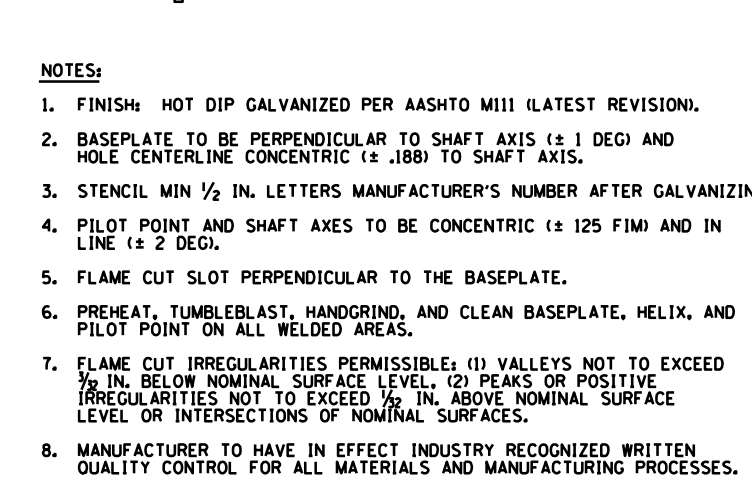 NOTES:
1. FINISH: HOT DIP GALVANIZED PER AASHTO M111 (LATEST REVISION).
2. BASEPLATE TO BE PERPENDICULAR TO SHAFT AXIS (± 1 DEG) AND
HOLE CENTERLINE CONCENTRIC (± .188) TO SHAFT AXIS.
3. STENCIL MIN 1/2 IN. LETTERS MANUFACTURER'S NUMBER AFTER GALVANIZIN
4. PILOT POINT AND SHAFT AXES TO BE CONCENTRIC (± 125 FIM) AND IN
LINE (± 2 DEG).
5. FLAME CUT SLOT PERPENDICULAR TO THE BASEPLATE.
6. PREHEAT, TUMBLEBLAST, HANDGRIND, AND CLEAN BASEPLATE, HELIX, AND
PILOT POINT ON ALL WELDED AREAS.
7. FLAME CUT IRREGULARITIES PERMISSIBLE: (1) VALLEYS NOT TO EXCEED
3/32 IN. BELOW NOMINAL SURFACE LEVEL, (2) PEAKS OR POSITIVE
IRREGULARITIES NOT TO EXCEED 1/32 IN. ABOVE NOMINAL SURFACE
LEVEL OR INTERSECTIONS OF NOMINAL SURFACES.
8. MANUFACTURER TO HAVE IN EFFECT INDUSTRY RECOGNIZED WRITTEN
QUALITY CONTROL FOR ALL MATERIALS AND MANUFACTURING PROCESSES.